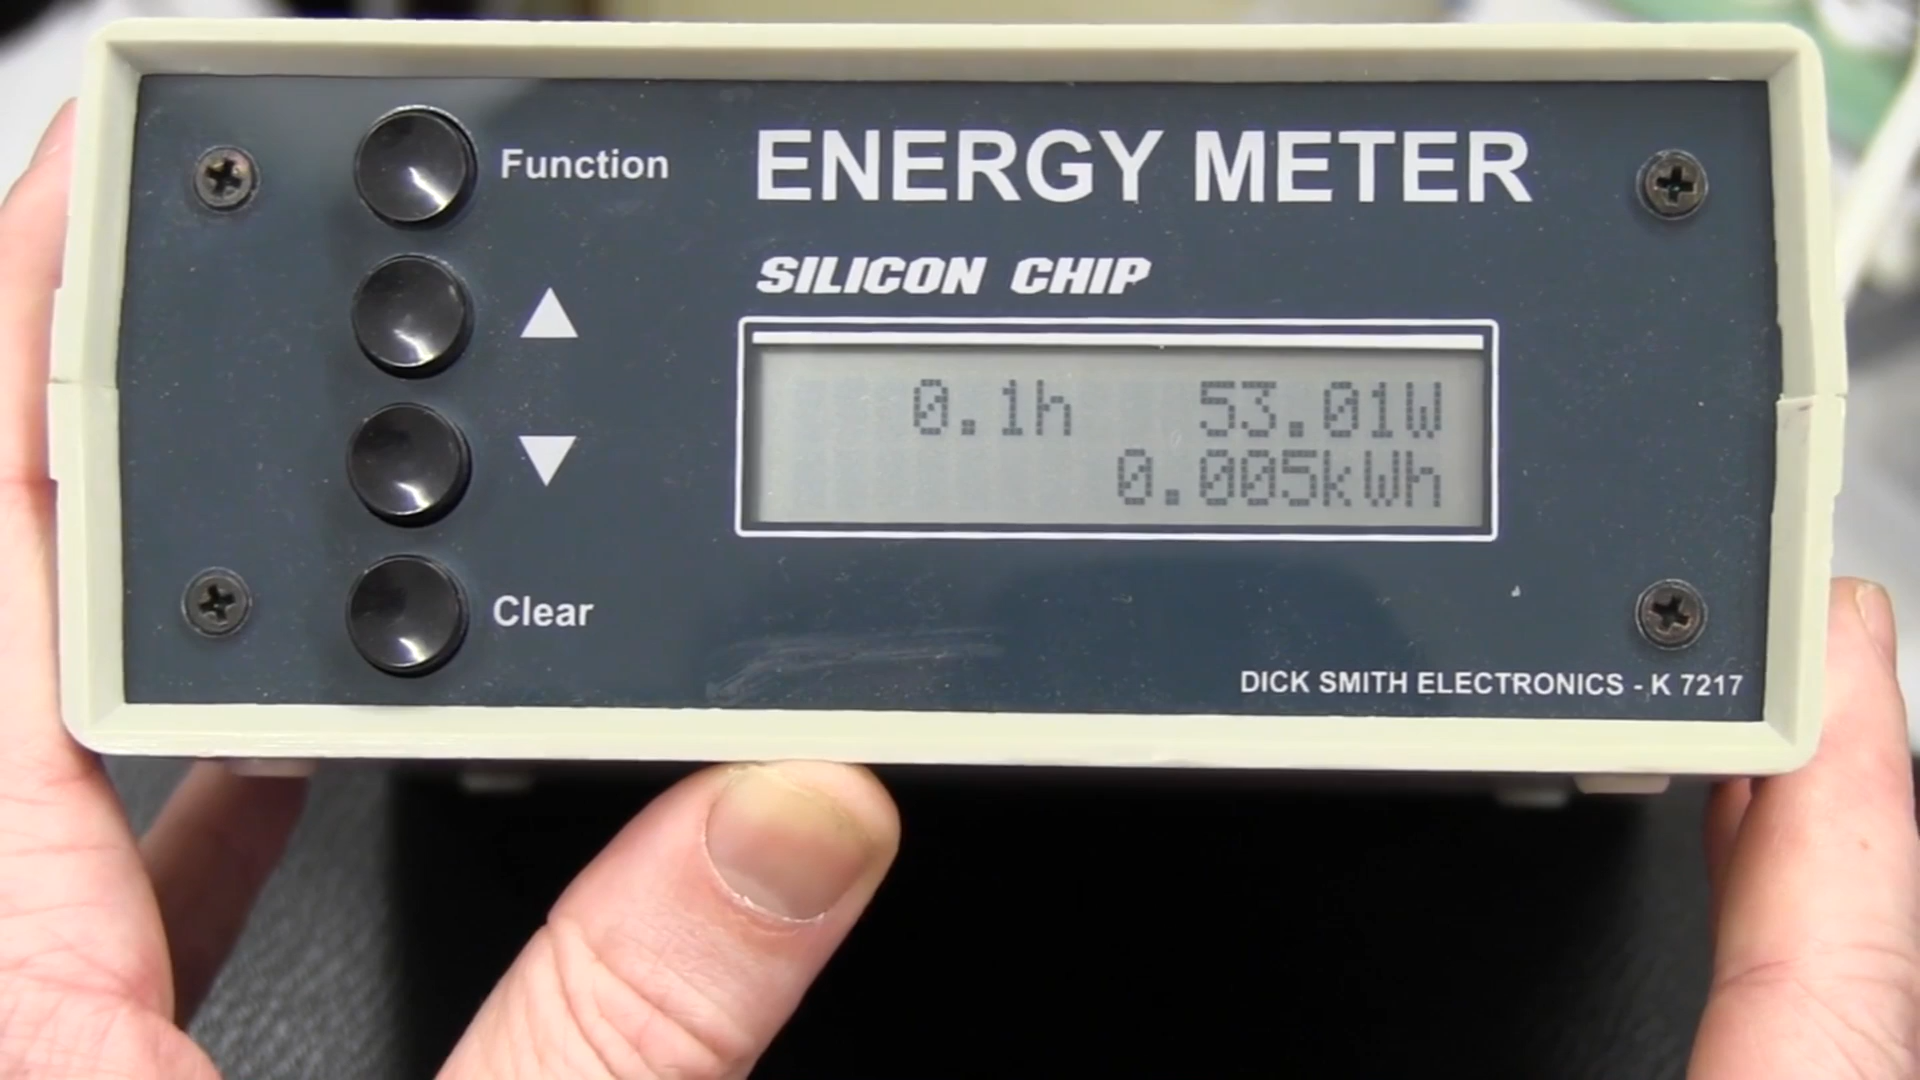 Function
ENERGY METER
SILICON CHIP
▲
0.1h 53.01W
▼
0.005kWh
Clear
DICK SMITH ELECTRONICS - K 7217